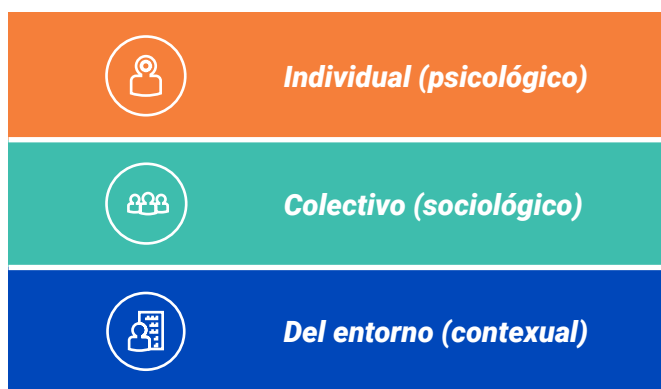 Individual (psicológico)
Colectivo (sociológico)
Del entorno (contexual)